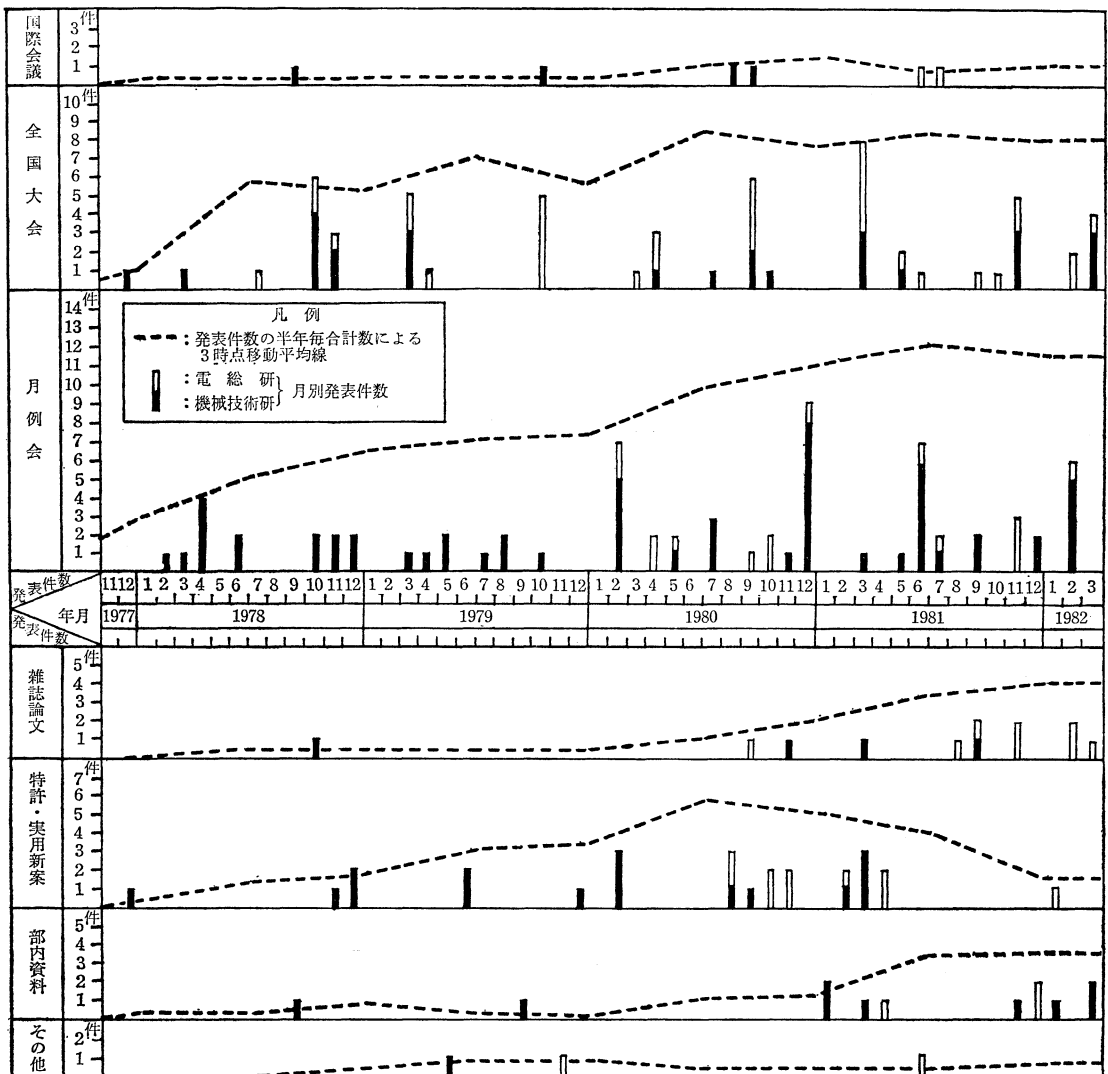 国際会議
3件
2
1
全国大会
10件
9
8
7
6
5
4
3
2
1
月例会
14件
13
12
11
10
9
8
7
6
5
4
3
2
1
凡例
：発表件数の半年毎合計数による
3時点移動平均線
：電総研
：機械技術研
月別発表件数
発表件数
年月
11 12 1 2 3 4 5 6 7 8 9 10 11 12 1 2 3 4 5 6 7 8 9 10 11 12 1 2 3 4 5 6 7 8 9 10 11 12 1 2 3 4 5 6 7 8 9 10 11 12 1 2 3
1977 1978 1979 1980 1981 1982
発表件数
雑誌論文
5件
4
3
2
1
特許・実用新案
7件
6
5
4
3
2
1
部内資料
5件
4
3
2
1
その他
2件
1